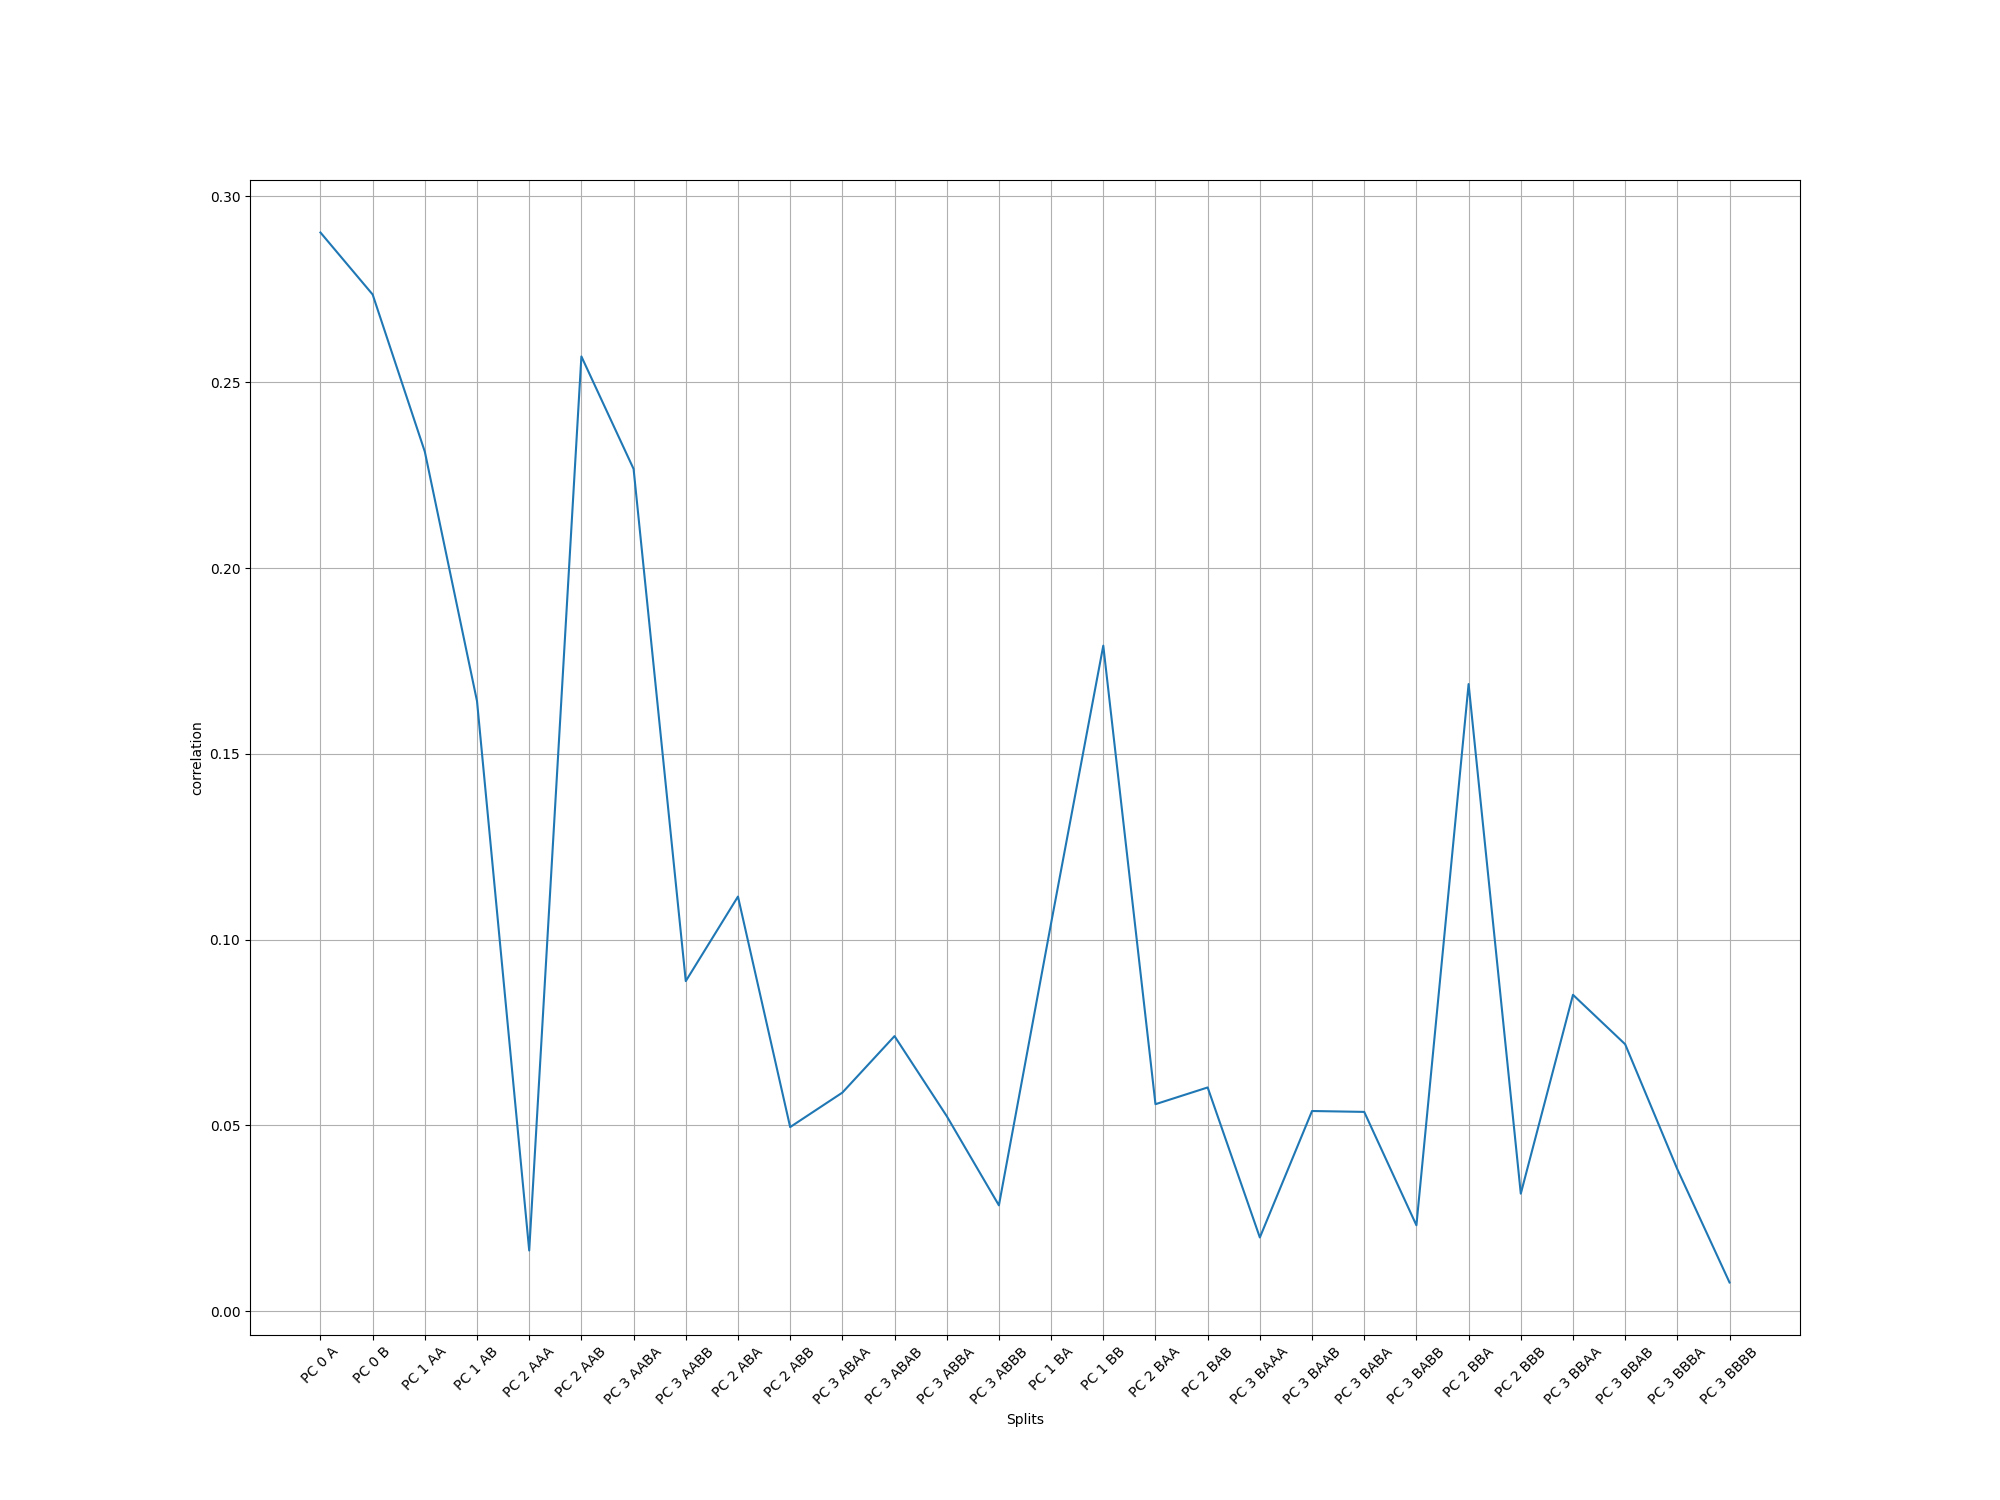 0.30
0.25
0.20
0.15
0.10
0.05
0.00
correlation
PC 0 A
PC 0 B
PC 1 AA
PC 1 AB
PC 2 AAA
PC 2 AAB
PC 3 AABA
PC 3 AABB
PC 2 ABA
PC 2 ABB
PC 3 ABAA
PC 3 ABAB
PC 3 ABBA
PC 3 ABBB
PC 1 BA
PC 1 BB
PC 2 BAA
PC 2 BAB
PC 3 BAAA
PC 3 BAAB
PC 3 BABA
PC 3 BABB
PC 2 BBA
PC 2 BBB
PC 3 BBAA
PC 3 BBAB
PC 3 BBBA
PC 3 BBBB
Splits